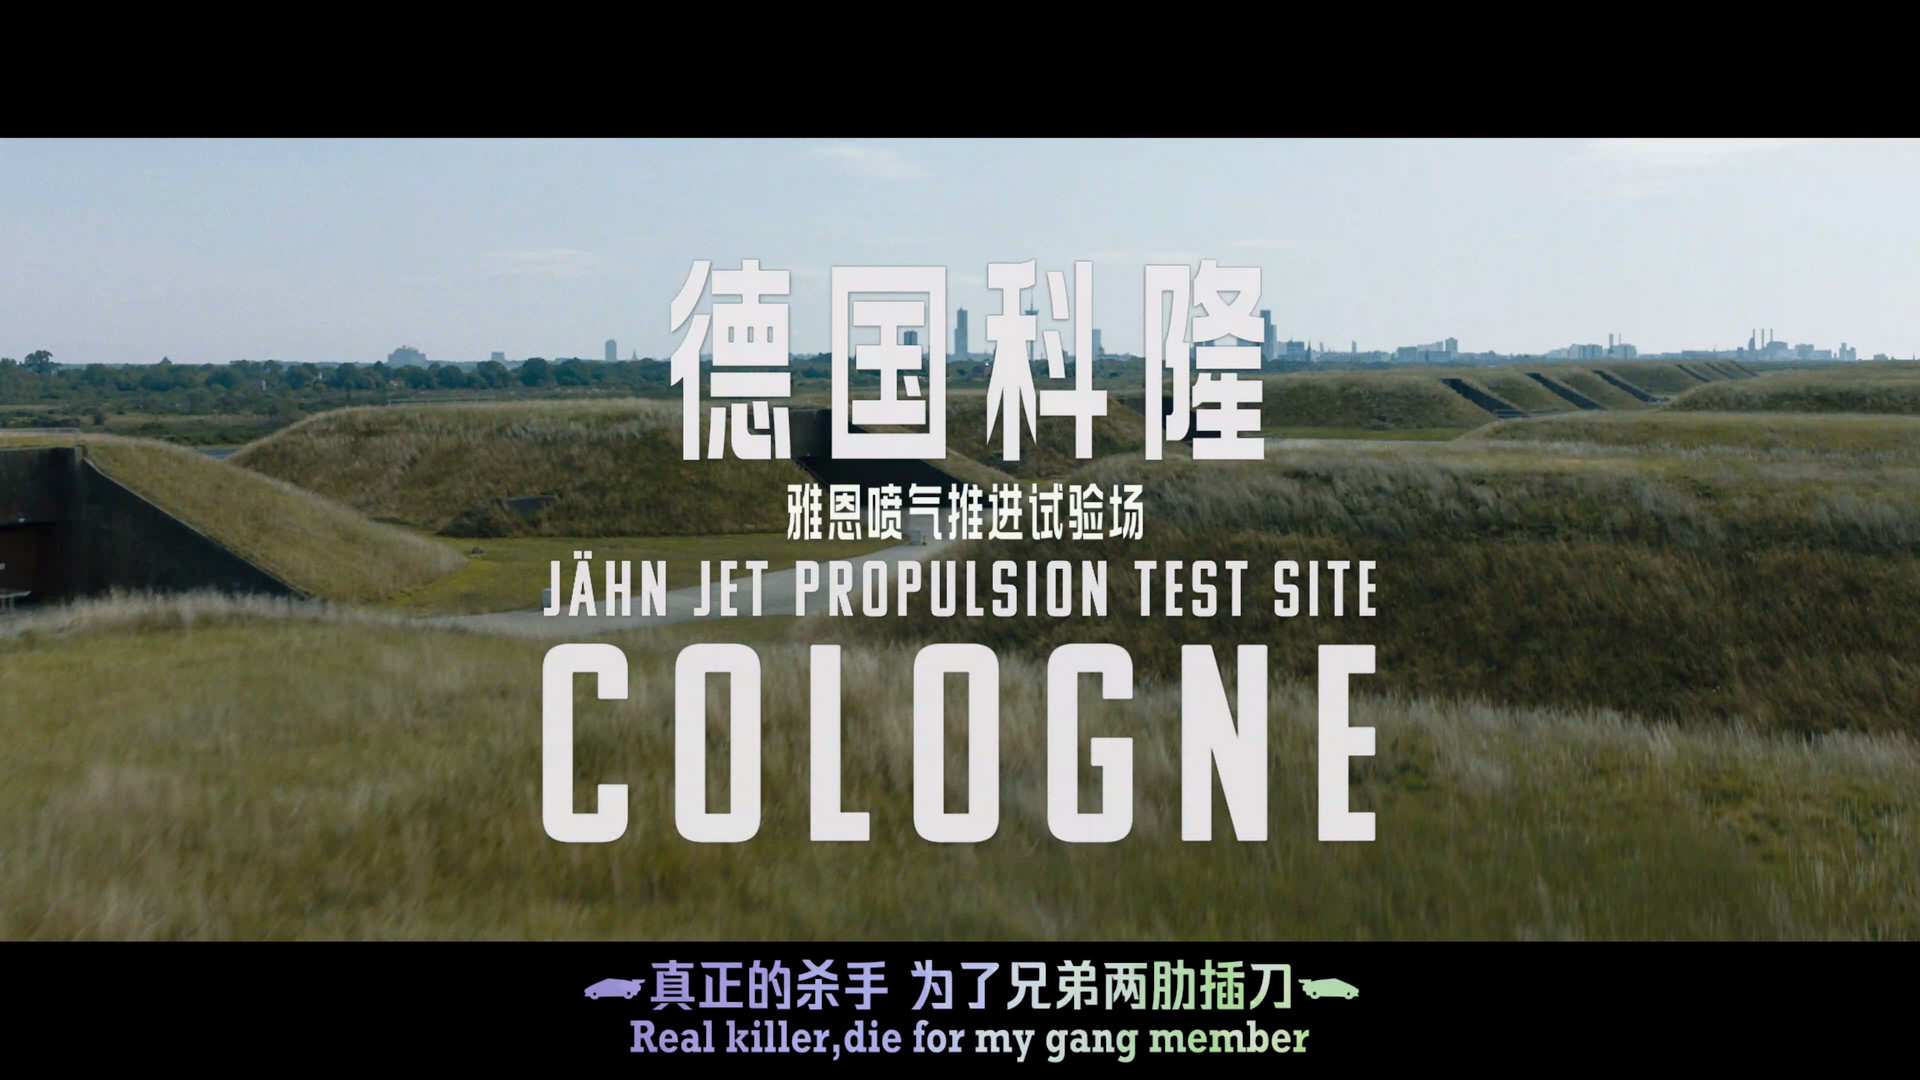 德国科隆
雅恩喷气推进试验场
JÄHN JET PROPULSION TEST SITE
COLOGNE
真正的杀手 为了兄弟两肋插刀
Real killer,die for my gang member